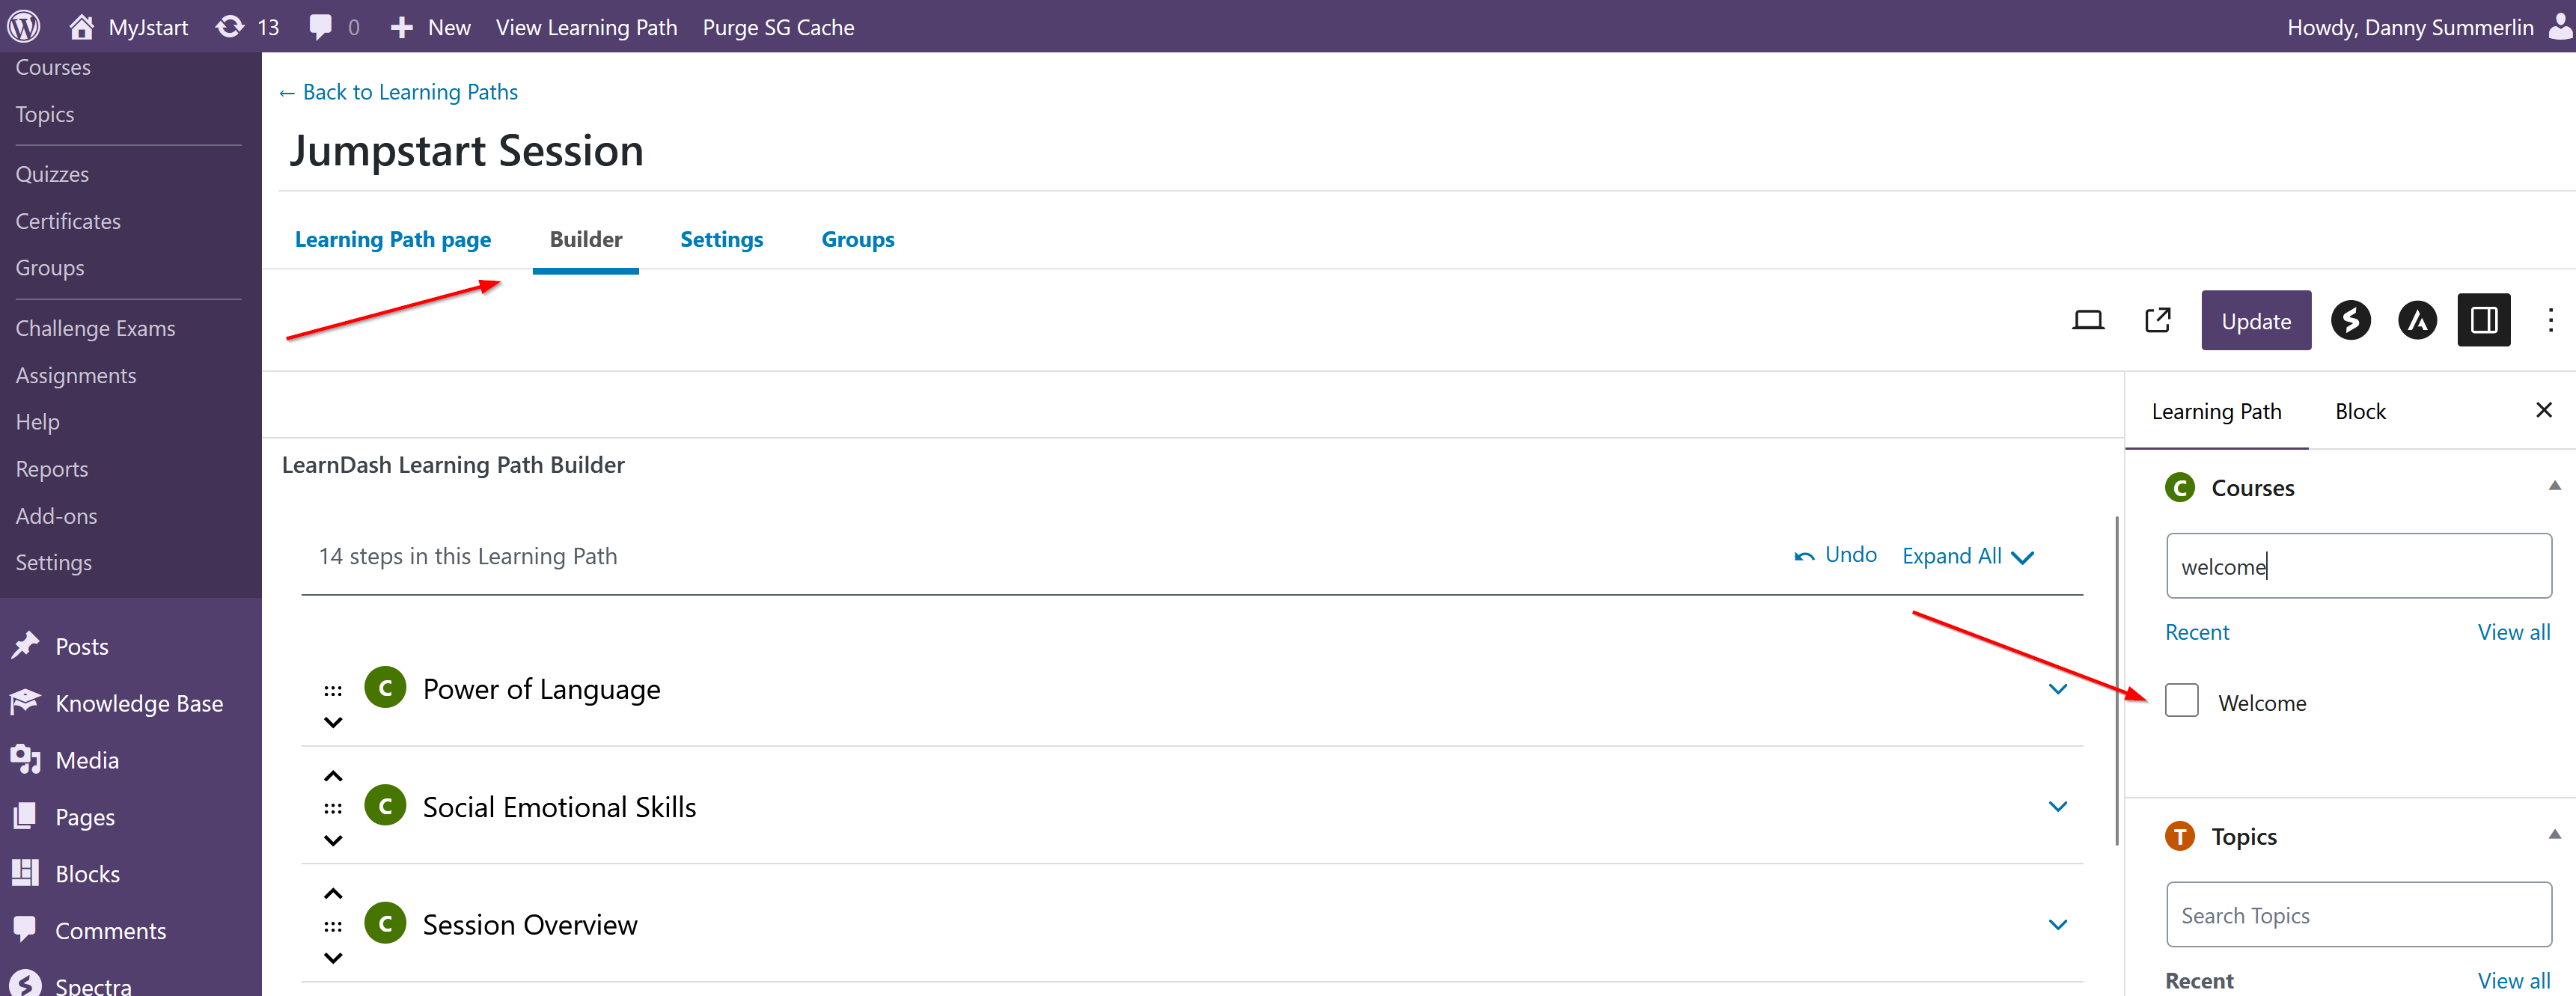 MyJstart 13 0 New View Learning Path Purge SG Cache Howdy, Danny Summerlin
Courses
Topics
Quizzes
Certificates
Groups
Challenge Exams
Assignments
Help
Reports
Add-ons
Settings
Posts
Knowledge Base
Media
Pages
Blocks
Comments
Spectra
← Back to Learning Paths
Jumpstart Session
Learning Path page Builder Settings Groups
Update
LearnDash Learning Path Builder
14 steps in this Learning Path Undo Expand All
C Power of Language
C Social Emotional Skills
C Session Overview
Learning Path Block
C Courses
welcome
Recent View all
Welcome
T Topics
Search Topics
Recent View all